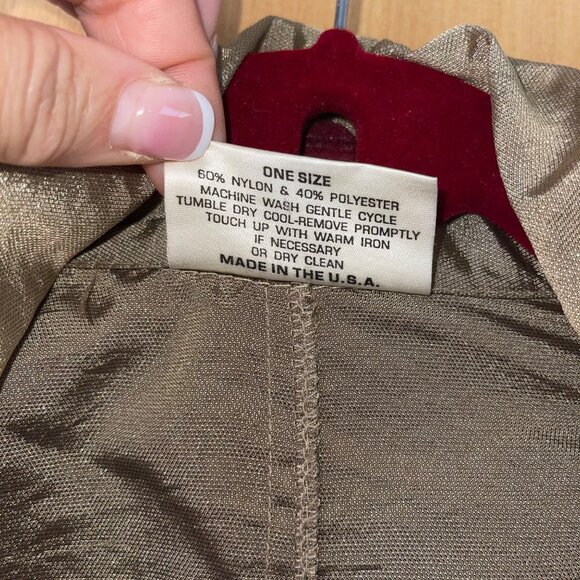 ONE SIZE
60% NYLON & 40% POLYESTER
MACHINE WASH GENTLE CYCLE
TUMBLE DRY COOL-REMOVE PROMPTLY
TOUCH UP WITH WARM IRON
IF NECESSARY
OR DRY CLEAN
MADE IN THE U.S.A.